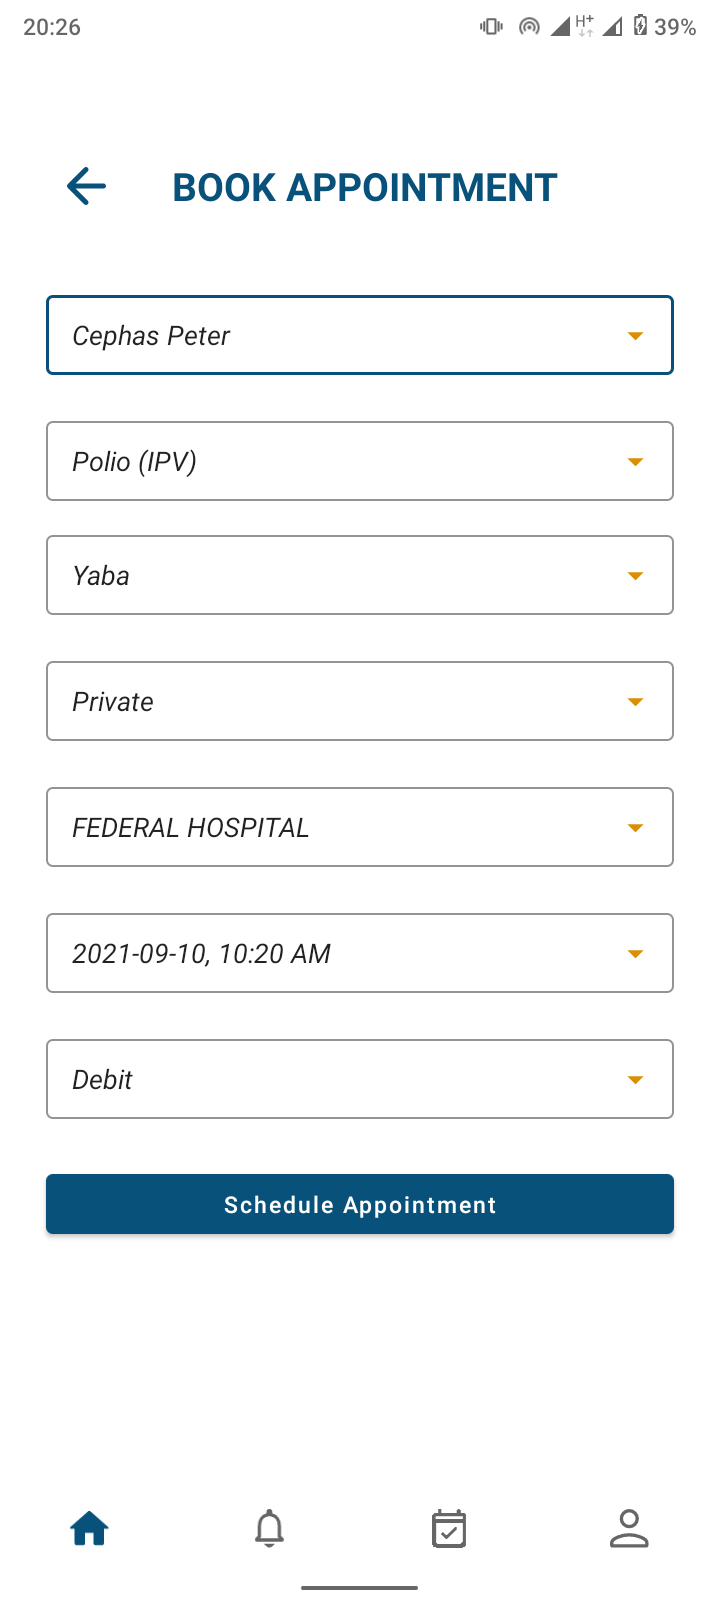 20:26
H+
39%
BOOK APPOINTMENT
Cephas Peter
Polio (IPV)
Yaba
Private
FEDERAL HOSPITAL
2021-09-10, 10:20 AM
Debit
Schedule Appointment